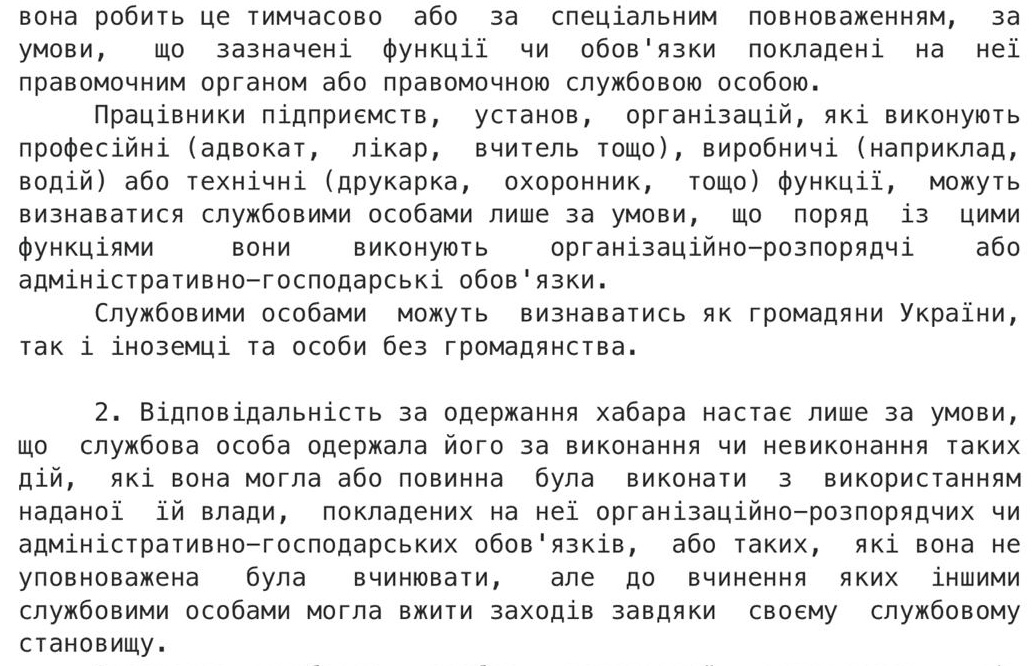 вона робить це тимчасово або за спеціальним повноваженням, за
умови, що зазначені функції чи обов'язки покладені на неї
правомочним органом або правомочною службовою особою.
Працівники підприємств, установ, організацій, які виконують
професійні (адвокат, лікар, вчитель тощо), виробничі (наприклад,
водій) або технічні (друкарка, охоронник, тощо) функції, можуть
визнаватися службовими особами лише за умови, що поряд із цими
функціями вони виконують організаційно-розпорядчі або
адміністративно-господарські обов'язки.
Службовими особами можуть визнаватись як громадяни України,
так і іноземці та особи без громадянства.
2. Відповідальність за одержання хабара настає лише за умови,
що службова особа одержала його за виконання чи невиконання таких
дій, які вона могла або повинна була виконати з використанням
наданої їй влади, покладених на неї організаційно-розпорядчих чи
адміністративно-господарських обов'язків, або таких, які вона не
уповноважена була вчинювати, але до вчинення яких іншими
службовими особами могла вжити заходів завдяки своєму службовому
становищу.